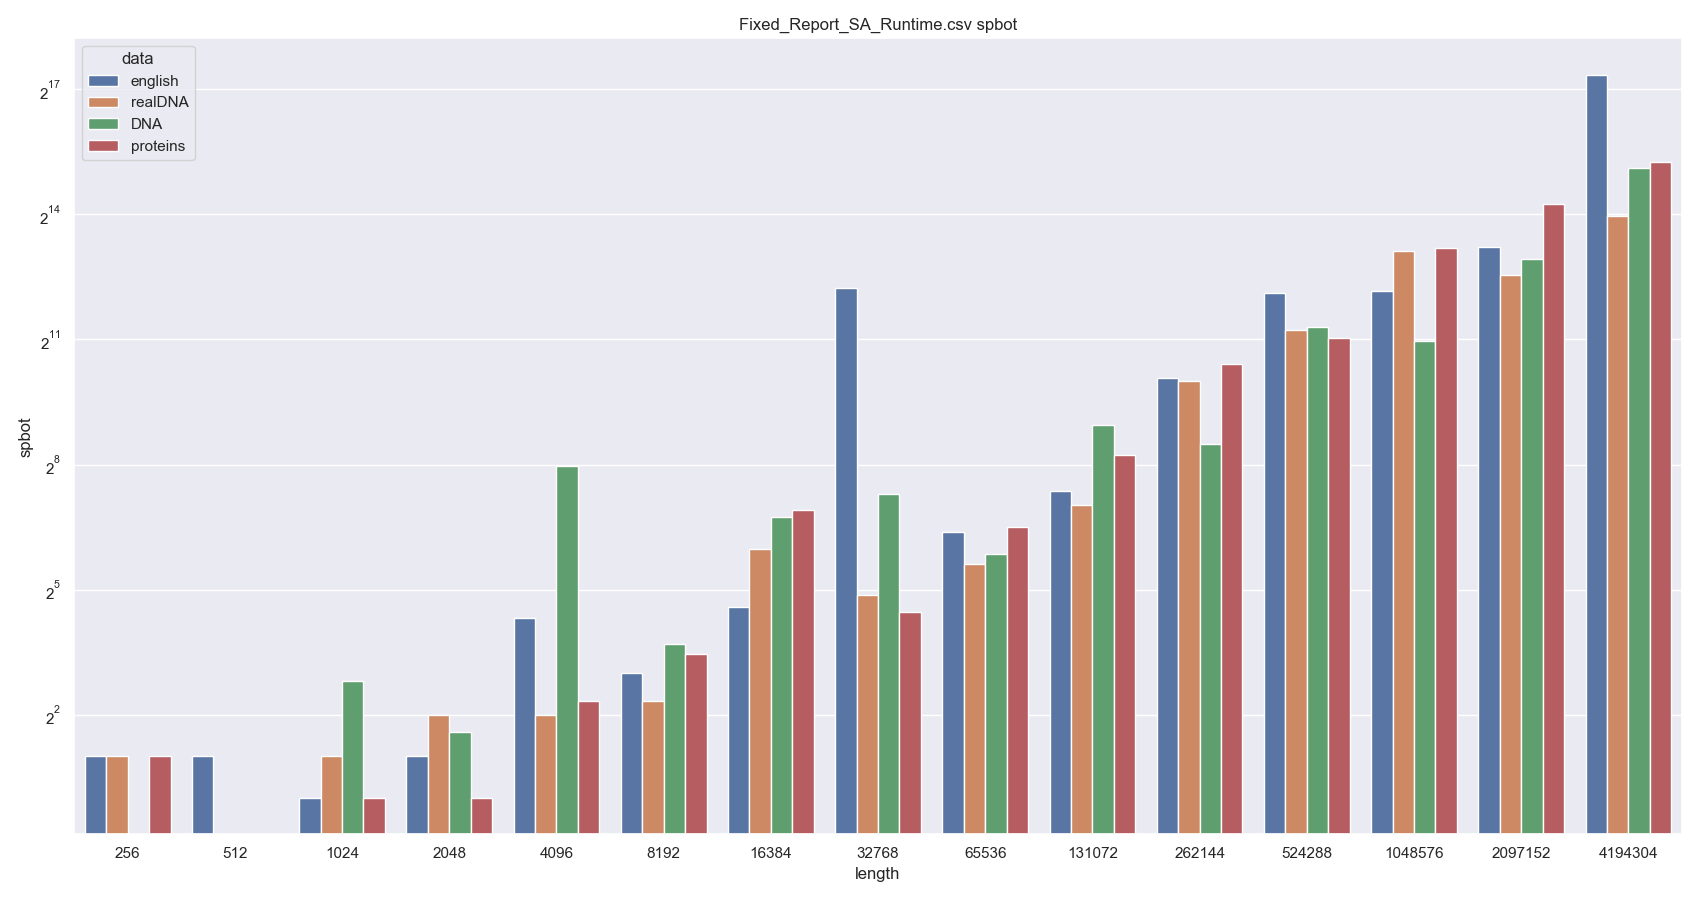 Fixed_Report_SA_Runtime.csv spbot
data
english
realDNA
DNA
proteins
2^17
2^14
2^11
2^8
2^5
2^2
spbot
256 512 1024 2048 4096 8192 16384 32768 65536 131072 262144 524288 1048576 2097152 4194304
length